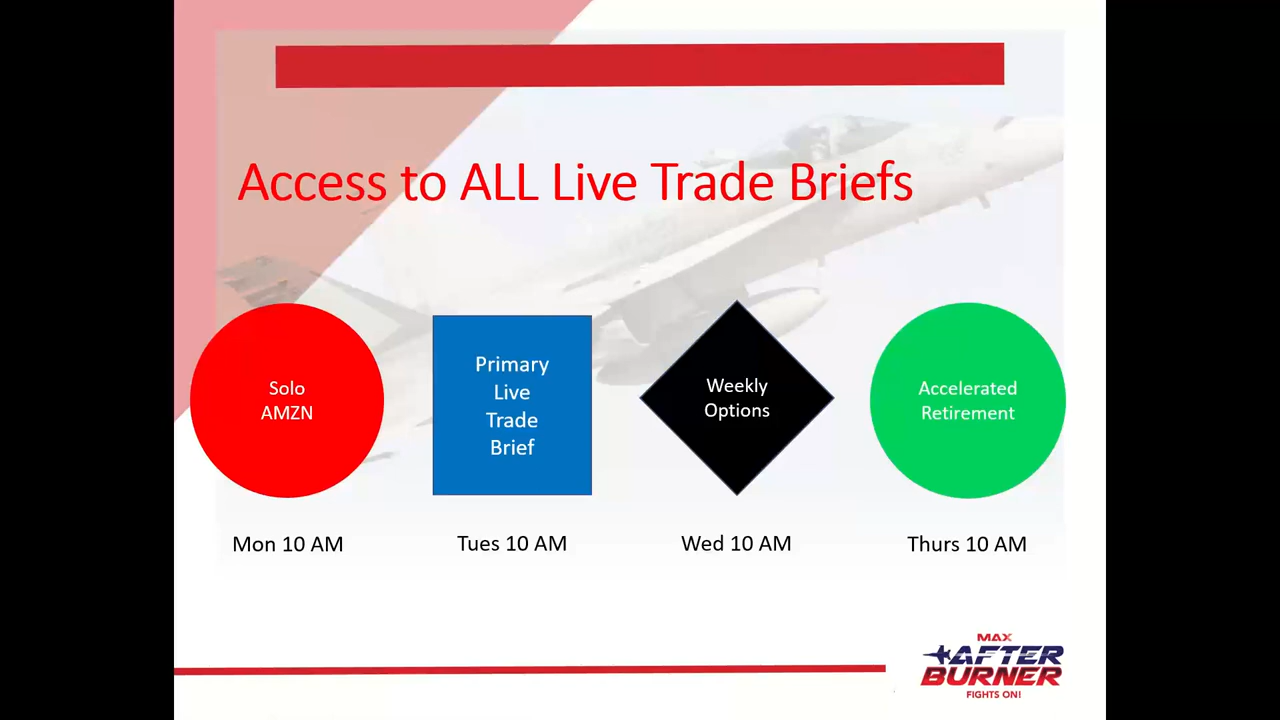 Access to ALL Live Trade Briefs
Solo
AMZN
Primary
Live
Trade
Brief
Weekly
Options
Accelerated
Retirement
Mon 10 AM
Tues 10 AM
Wed 10 AM
Thurs 10 AM
MAX
AFTER
BURNER
FIGHTS ON!